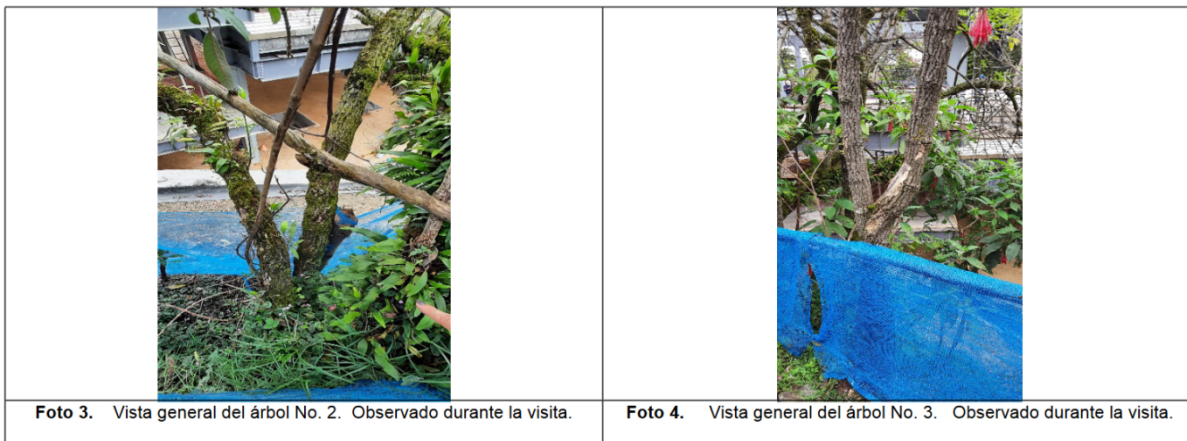 Foto 3. Vista general del árbol No. 2. Observado durante la visita.
Foto 4. Vista general del árbol No. 3. Observado durante la visita.